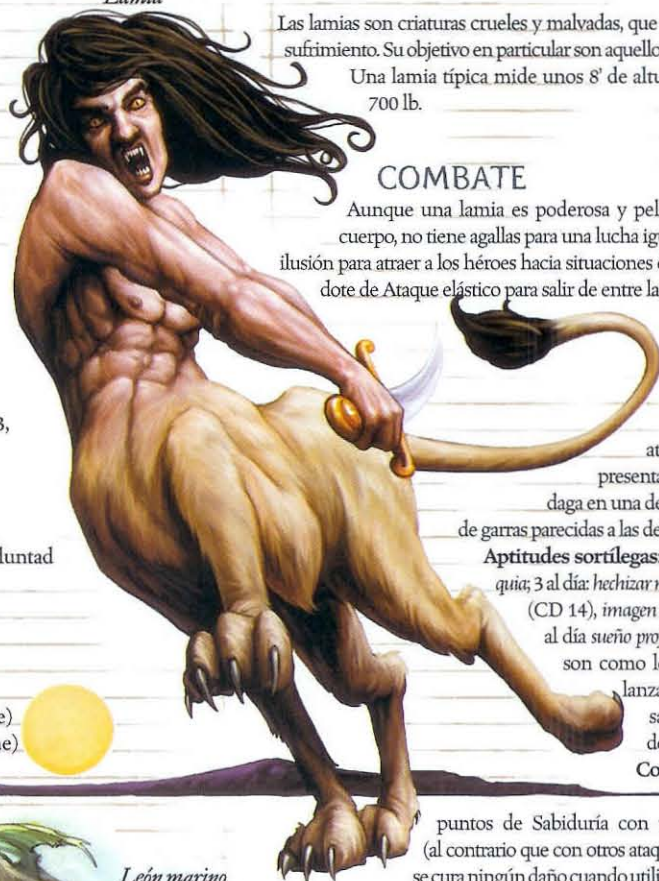 Lamia
Las lamias son criaturas crueles y malvadas, que
sufrimiento. Su objetivo en particular son aquello
Una lamia típica mide unos 8' de altu
700 lb.
COMBATE
Aunque una lamia es poderosa y pel
cuerpo, no tiene agallas para una lucha igu
ilusión para atraer a los héroes hacia situaciones
dote de Ataque elástico para salir de entre la
3,
at
presenta
daga en una de
de garras parecidas a las de
luntad
Aptitudes sortílegas:
quia; 3 al día: hechizar
(CD 14), imagen
al día sueño proy
son como l
e)
lanza
sa
e)
de
Co
puntos de Sabiduría con
(al contrario que con otros ataq
León marino
se cura ningún daño cuando utili